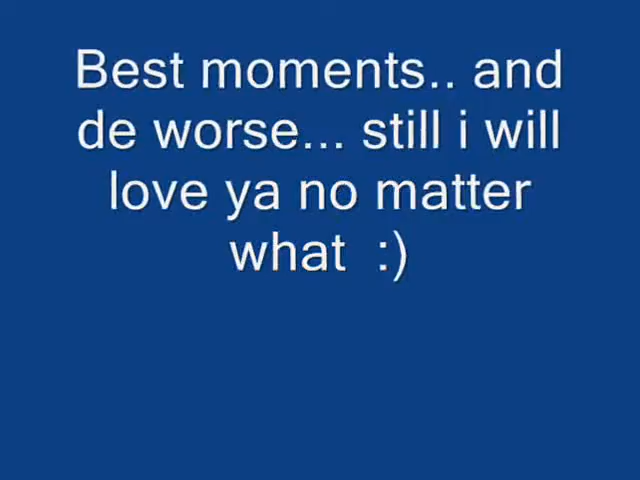 Best moments.. and
de worse... still i will
love ya no matter
what  :)